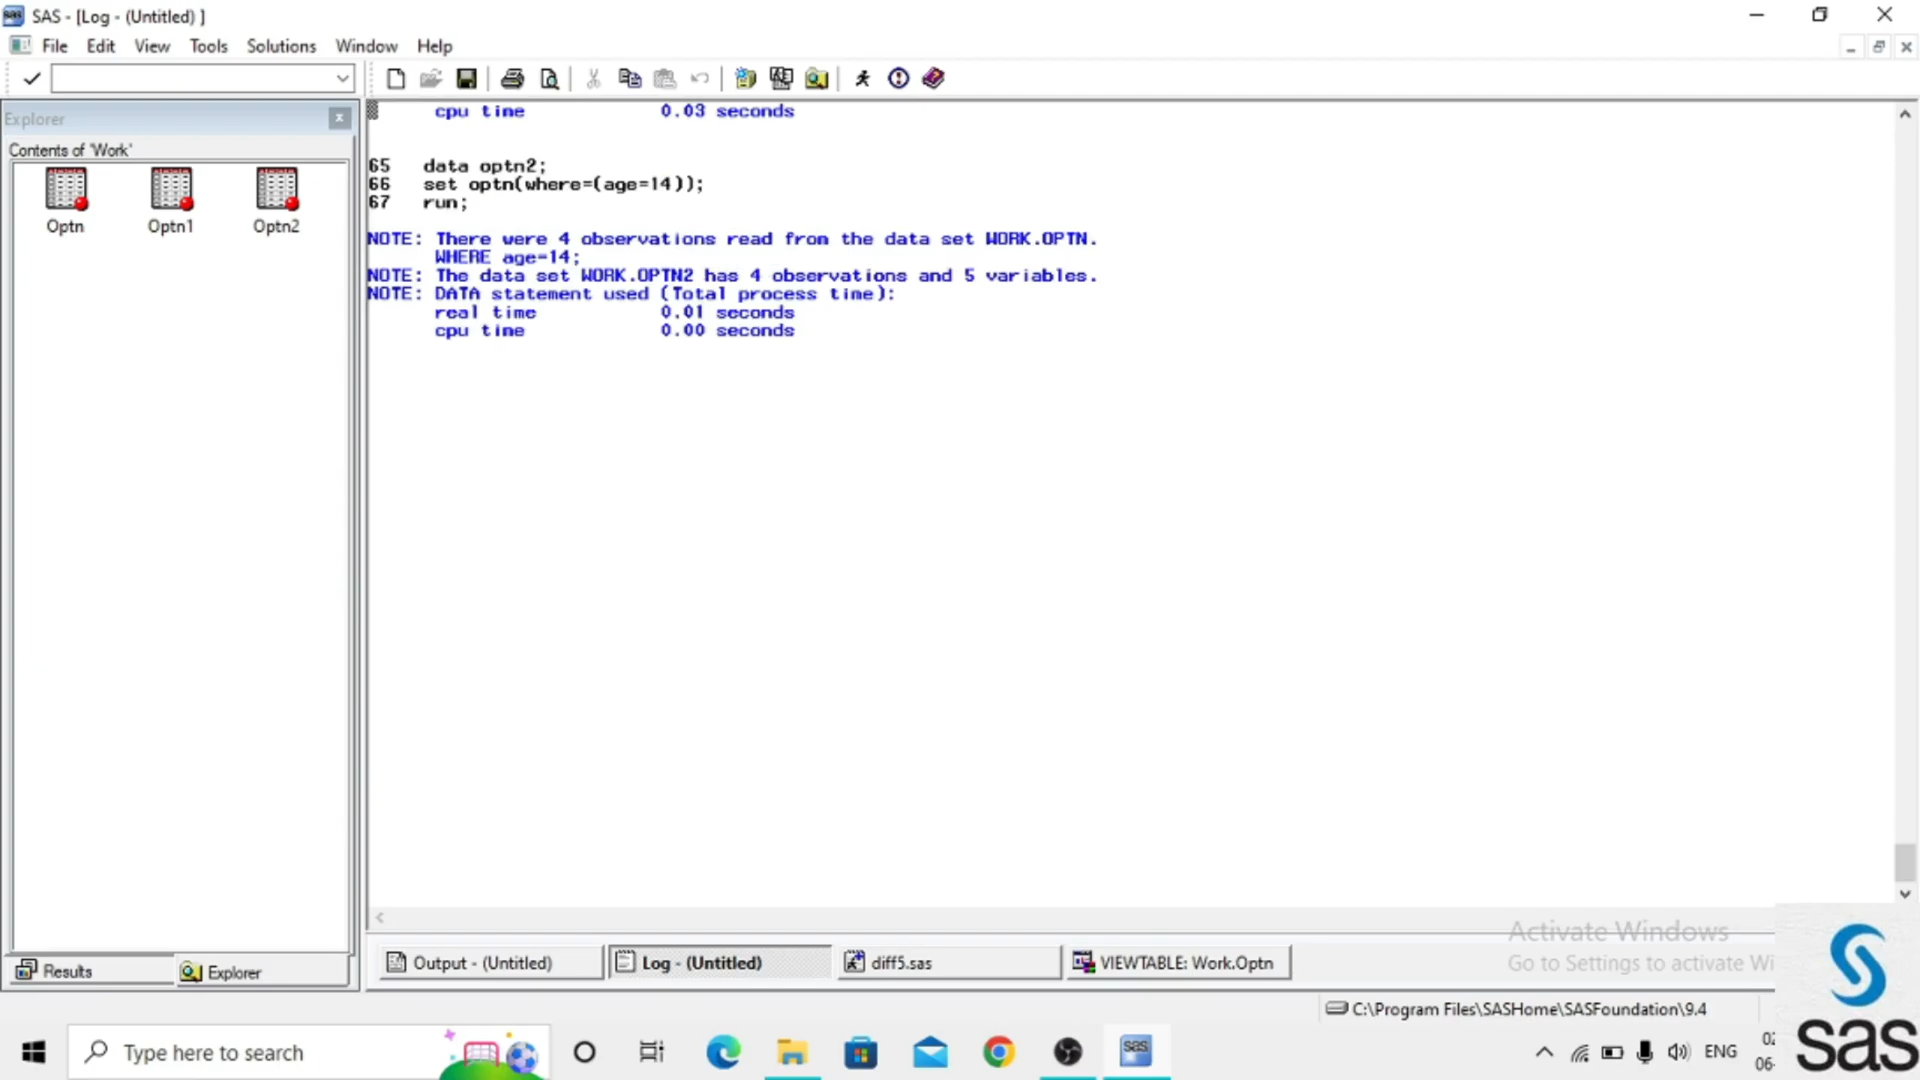 SAS - [Log - (Untitled) ]
File Edit View Tools Solutions Window Help
Explorer
Contents of 'Work'
Optn Optn1 Optn2
cpu time 0.03 seconds
65 data optn2;
66 set optn(where=(age=14));
67 run;
NOTE: There were 4 observations read from the data set WORK.OPTN.
WHERE age=14;
NOTE: The data set WORK.OPTN2 has 4 observations and 5 variables.
NOTE: DATA statement used (Total process time):
real time 0.01 seconds
cpu time 0.00 seconds
Activate Windows
Go to Settings to activate Wi
Results Explorer
Output - (Untitled) Log - (Untitled) diff5.sas VIEWTABLE: Work.Optn
C:\Program Files\SASHome\SASFoundation\9.4
Type here to search
sas
ENG
02
06-
sas